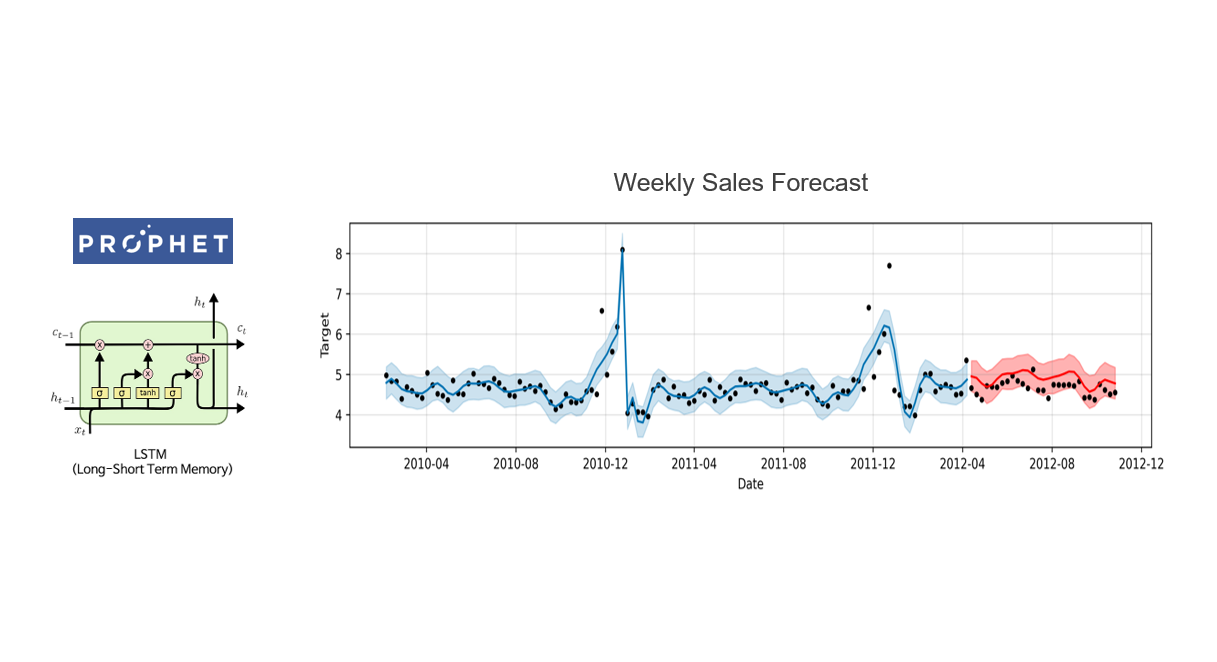 Weekly Sales Forecast
PROPHET
h_t
c_{t-1}
c_t
x
+
tanh
x
x
σ
σ
tanh
σ
h_{t-1}
h_t
x_t
LSTM
(Long-Short Term Memory)
8
7
6
5
4
Target
2010-04 2010-08 2010-12 2011-04 2011-08 2011-12 2012-04 2012-08 2012-12
Date